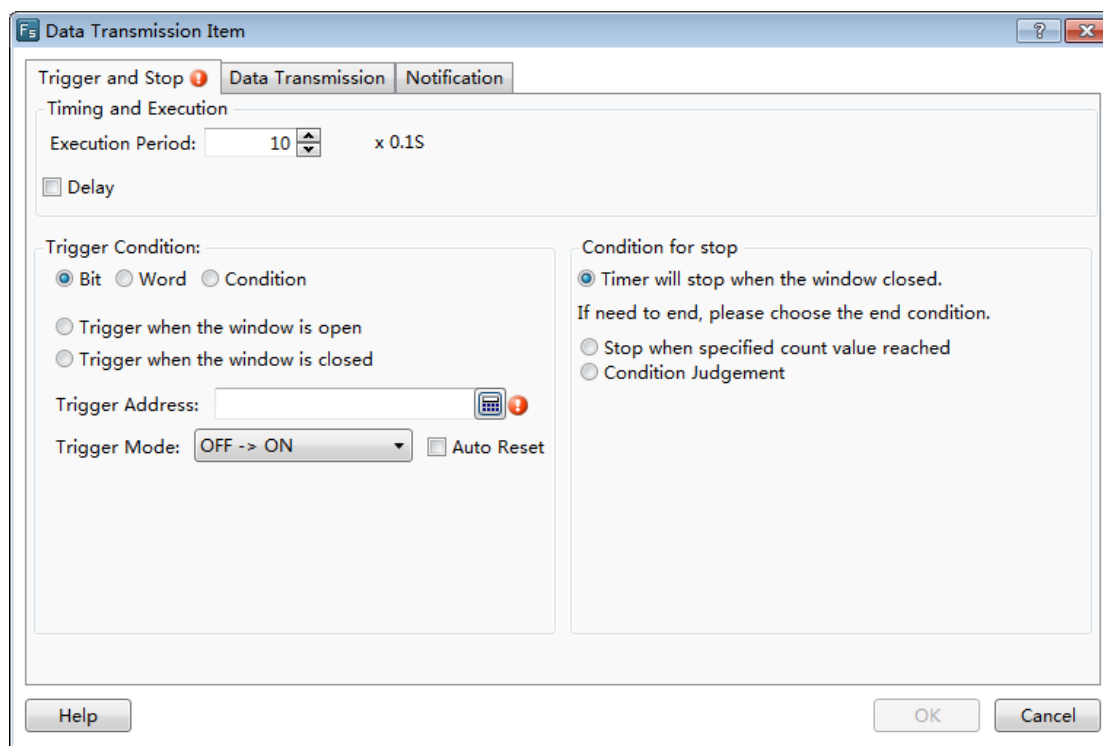 Fs Data Transmission Item ?
Trigger and Stop Data Transmission Notification
Timing and Execution
Execution Period: 10 x 0.1S
Delay
Trigger Condition:
Bit Word Condition
Trigger when the window is open
Trigger when the window is closed
Trigger Address:
Trigger Mode: OFF -> ON Auto Reset
Condition for stop
Timer will stop when the window closed.
If need to end, please choose the end condition.
Stop when specified count value reached
Condition Judgement
Help OK Cancel